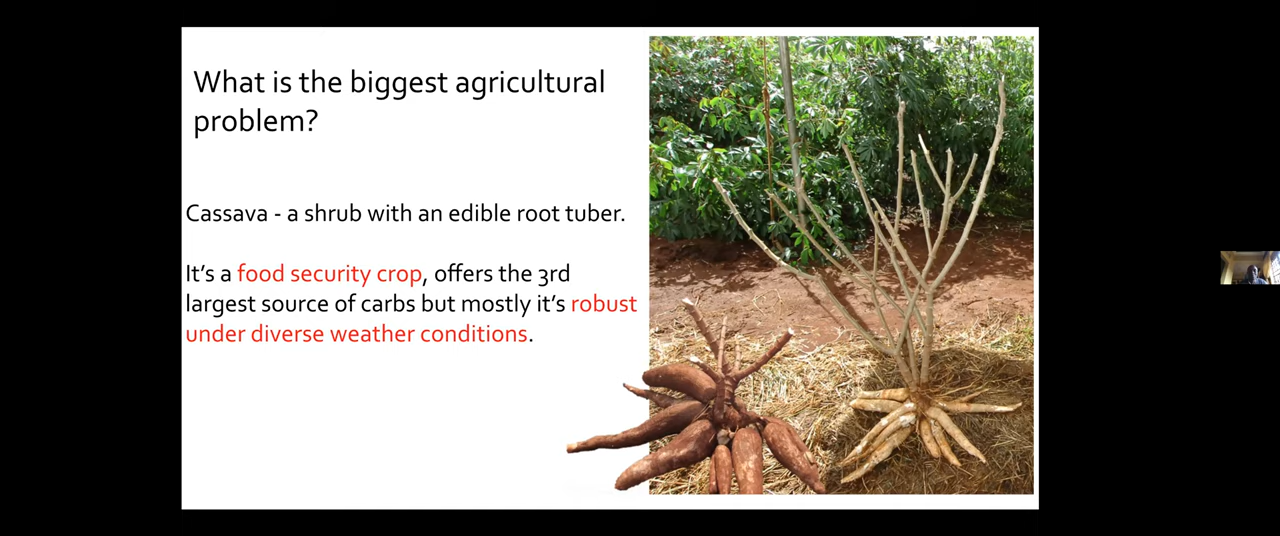 What is the biggest agricultural
problem?
Cassava - a shrub with an edible root tuber.
It's a food security crop, offers the 3rd
largest source of carbs but mostly it's robust
under diverse weather conditions.